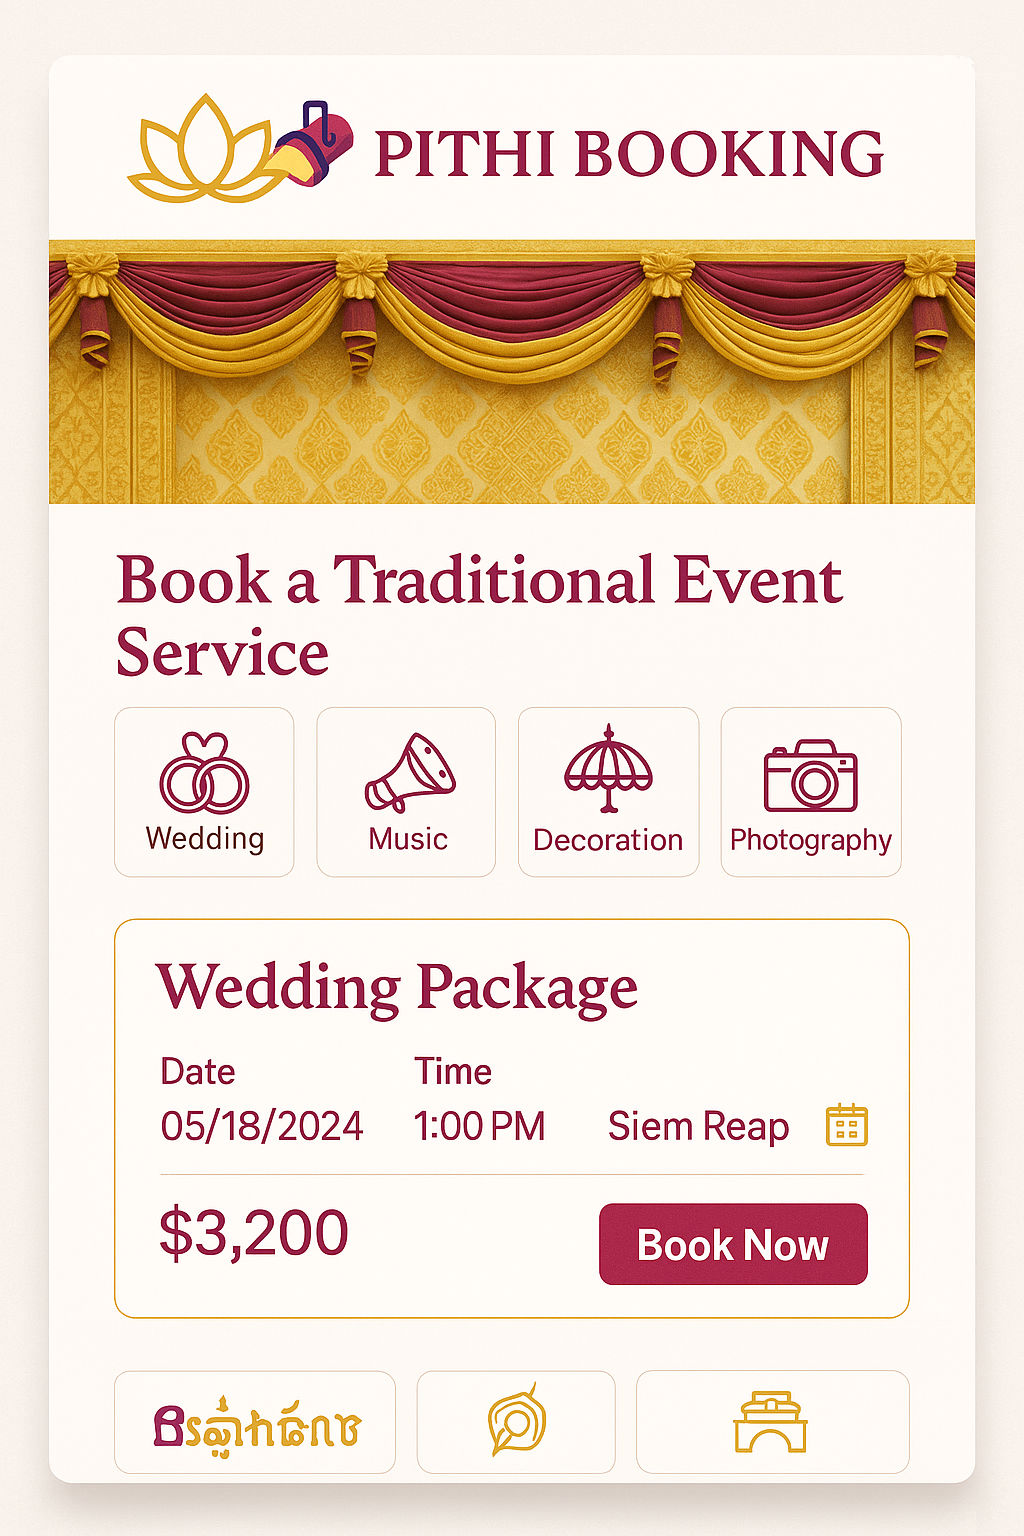 PITHI BOOKING
Book a Traditional Event
Service
Wedding
Music
Decoration
Photography
Wedding Package
Date
Time
05/18/2024
1:00 PM
Siem Reap
$3,200
Book Now